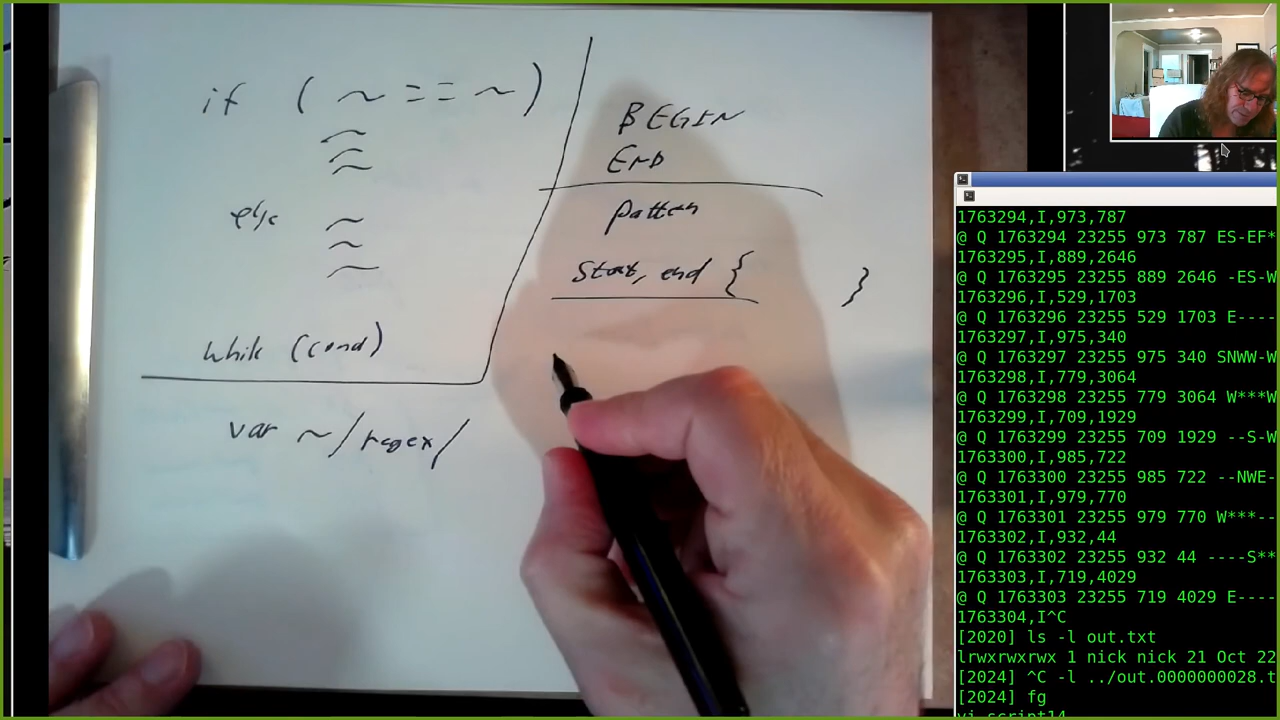 if ( ~ == ~ )
else
while (cond)
var ~ /regex/
BEGIN
END
pattern
start, end { }
1763294,I,973,787
@ Q 1763294 23255 973 787 ES-EF*
1763295,I,889,2646
@ Q 1763295 23255 889 2646 -ES-W
1763296,I,529,1703
@ Q 1763296 23255 529 1703 E----
1763297,I,975,340
@ Q 1763297 23255 975 340 SNWW-W
1763298,I,779,3064
@ Q 1763298 23255 779 3064 W***W
1763299,I,709,1929
@ Q 1763299 23255 709 1929 --S-W
1763300,I,985,722
@ Q 1763300 23255 985 722 --NWE-
1763301,I,979,770
@ Q 1763301 23255 979 770 W***--
1763302,I,932,44
@ Q 1763302 23255 932 44 ----S**
1763303,I,719,4029
@ Q 1763303 23255 719 4029 E----
1763304,I^C
[2020] ls -l out.txt
lrwxrwxrwx 1 nick nick 21 Oct 22
[2024] ^C -l ../out.0000000028.t
[2024] fg
vi script14